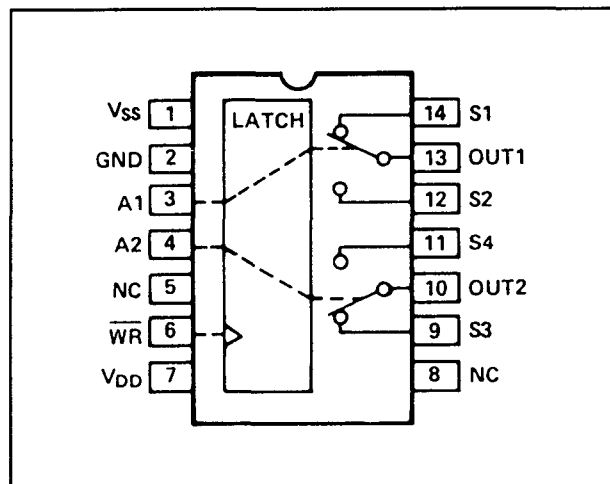 VSS 1 LATCH 14 S1
GND 2 13 OUT1
A1 3 12 S2
A2 4 11 S4
NC 5 10 OUT2
WR 6 9 S3
VDD 7 8 NC